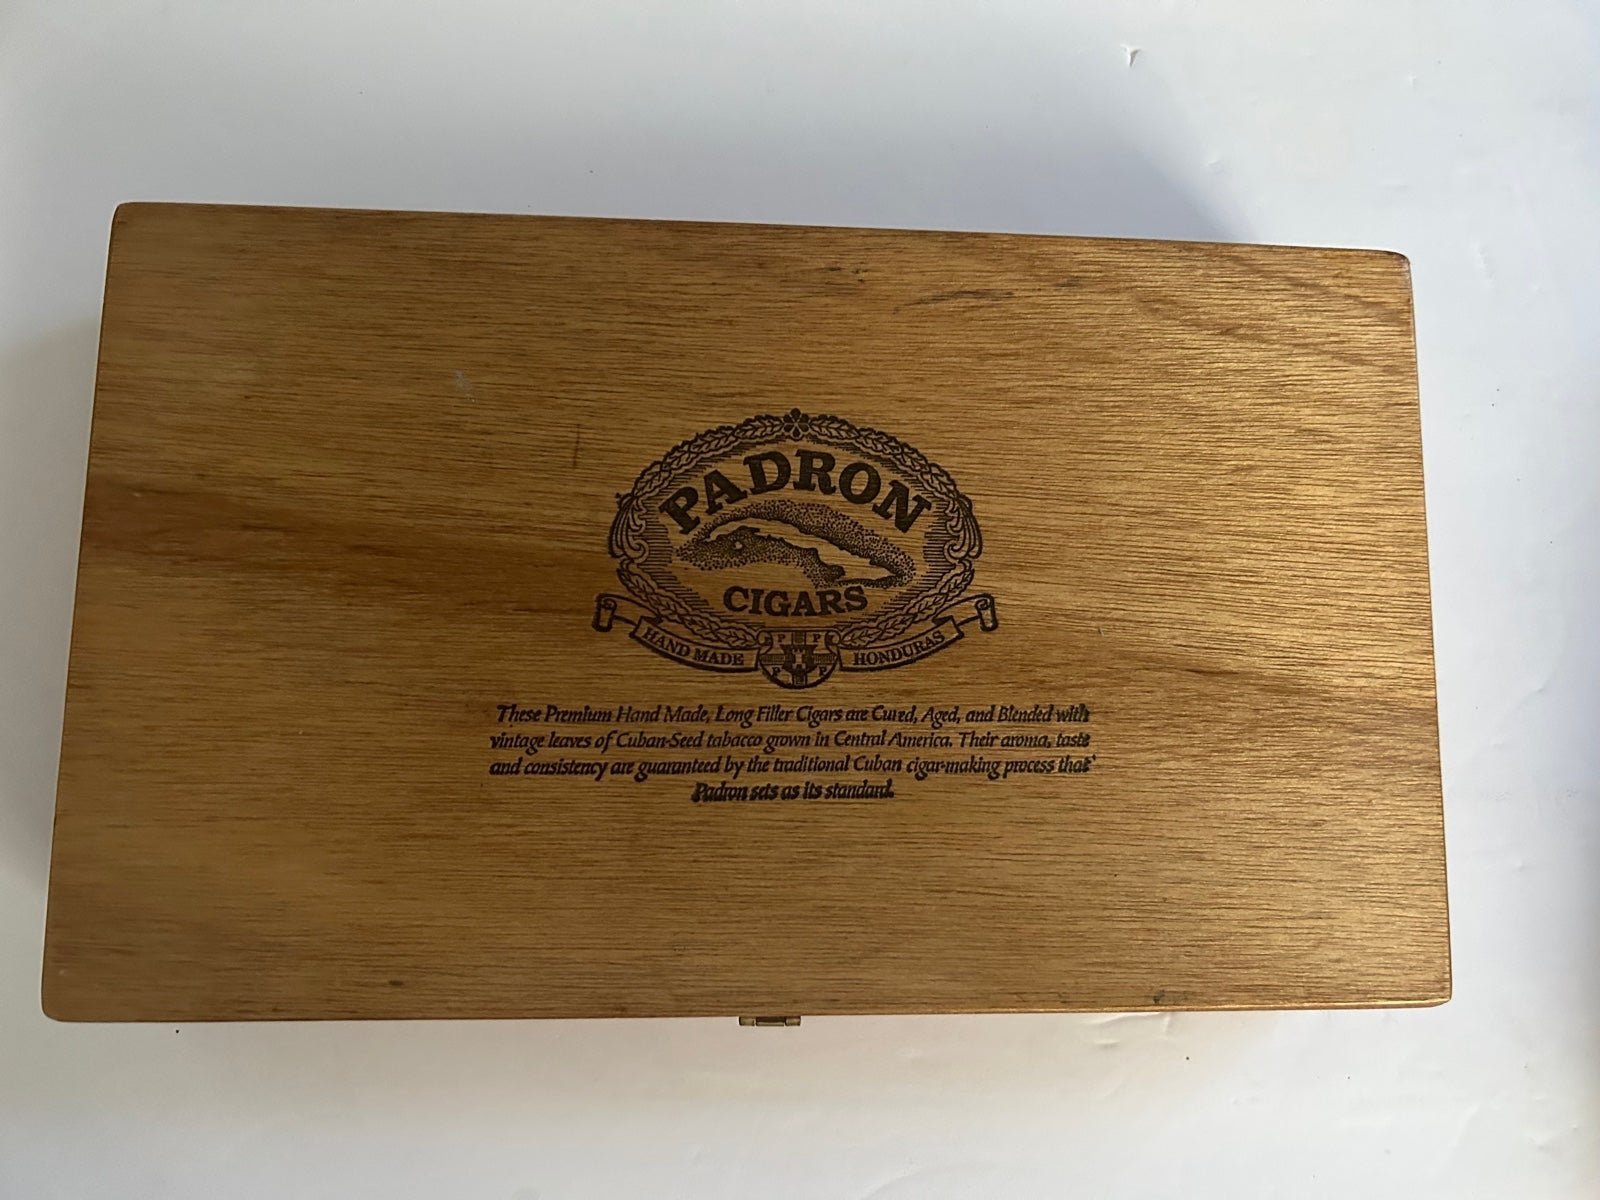 PADRON
CIGARS
HAND MADE HONDURAS
P P
P P
These Premium Hand Made, Long Filler Cigars are Cured, Aged, and Blended with
vintage leaves of Cuban-Seed tabacco grown in Central America. Their aroma, taste
and consistency are guaranteed by the traditional Cuban cigar-making process that
Padron sets as its standard.